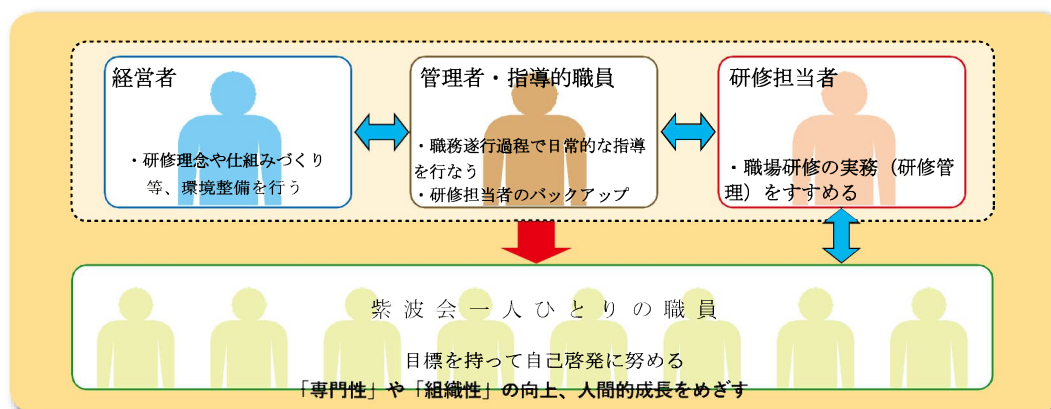 経営者
・研修理念や仕組みづくり
等、環境整備を行う
管理者・指導的職員
・職務遂行過程で日常的な指導
を行なう
・研修担当者のバックアップ
研修担当者
・職場研修の実務（研修管
理）をすすめる
紫波会一人ひとりの職員
目標を持って自己啓発に努める
「専門性」や「組織性」の向上、人間的成長をめざす